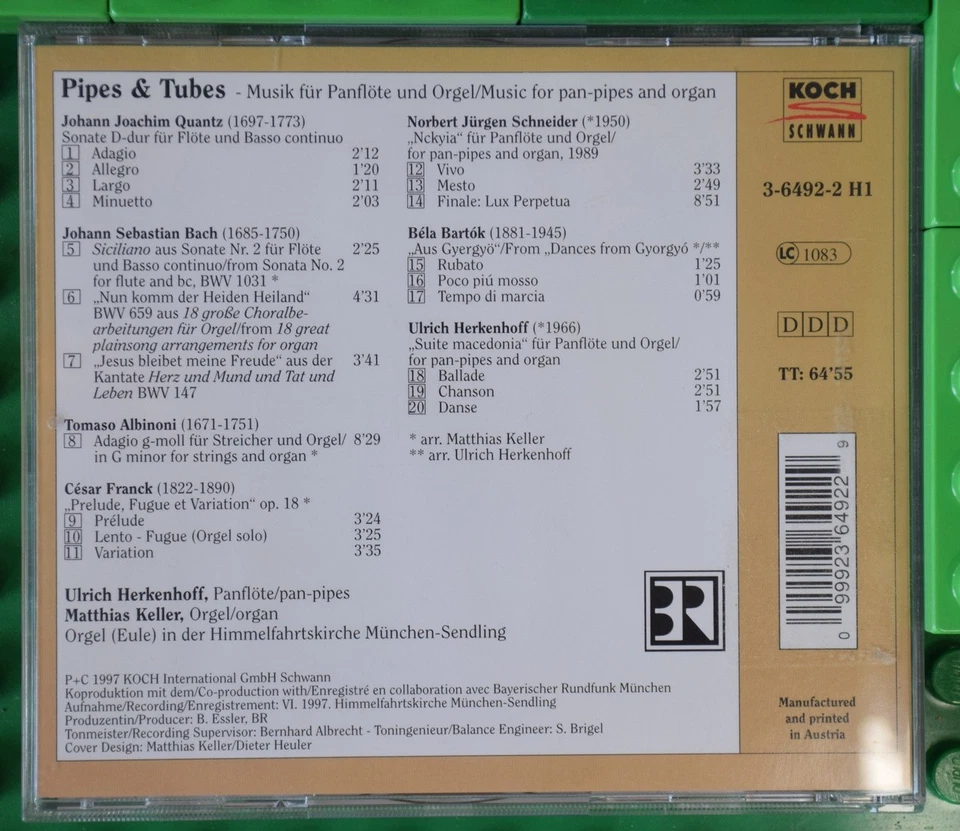 Pipes & Tubes - Musik für Panflöte und Orgel/Music for pan-pipes and organ
Johann Joachim Quantz (1697-1773)
Sonate D-dur für Flöte und Basso continuo
1 Adagio 2'12
2 Allegro 1'20
3 Largo 2'11
4 Minuetto 2'03
Johann Sebastian Bach (1685-1750)
5 Siciliano aus Sonate Nr. 2 für Flöte 2'25
und Basso continuo/from Sonata No. 2
for flute and bc, BWV 1031 *
6 „Nun komm der Heiden Heiland“ 4'31
BWV 659 aus 18 große Choralbe-
arbeitungen für Orgel/from 18 great
plainsong arrangements for organ
7 „Jesus bleibet meine Freude“ aus der 3'41
Kantate Herz und Mund und Tat und
Leben BWV 147
Tomaso Albinoni (1671-1751)
8 Adagio g-moll für Streicher und Orgel/ 8'29
in G minor for strings and organ *
César Franck (1822-1890)
„Prelude, Fugue et Variation“ op. 18 *
9 Prélude 3'24
10 Lento - Fugue (Orgel solo) 3'25
11 Variation 3'35
Norbert Jürgen Schneider (*1950)
„Nckyia“ für Panflöte und Orgel/
for pan-pipes and organ, 1989
12 Vivo 3'33
13 Mesto 2'49
14 Finale: Lux Perpetua 8'51
Béla Bartók (1881-1945)
„Aus Gyergyö“/From „Dances from Gyorgyó */**
15 Rubato 1'25
16 Poco piú mosso 1'01
17 Tempo di marcia 0'59
Ulrich Herkenhoff (*1966)
„Suite macedonia“ für Panflöte und Orgel/
for pan-pipes and organ
18 Ballade 2'51
19 Chanson 2'51
20 Danse 1'57
* arr. Matthias Keller
** arr. Ulrich Herkenhoff
Ulrich Herkenhoff, Panflöte/pan-pipes
Matthias Keller, Orgel/organ
Orgel (Eule) in der Himmelfahrtskirche München-Sendling
BR
P+C 1997 KOCH International GmbH Schwann
Koproduktion mit dem/Co-production with/Enregistré en collaboration avec Bayerischer Rundfunk München
Aufnahme/Recording/Enregistrement: VI. 1997. Himmelfahrtskirche München-Sendling
Produzentin/Producer: B. Essler, BR
Tonmeister/Recording Supervisor: Bernhard Albrecht - Toningenieur/Balance Engineer: S. Brigel
Cover Design: Matthias Keller/Dieter Heuler
KOCH
SCHWANN
3-6492-2 H1
LC 1083
DDD
TT: 64'55
0 99923 64922 9
Manufactured
and printed
in Austria